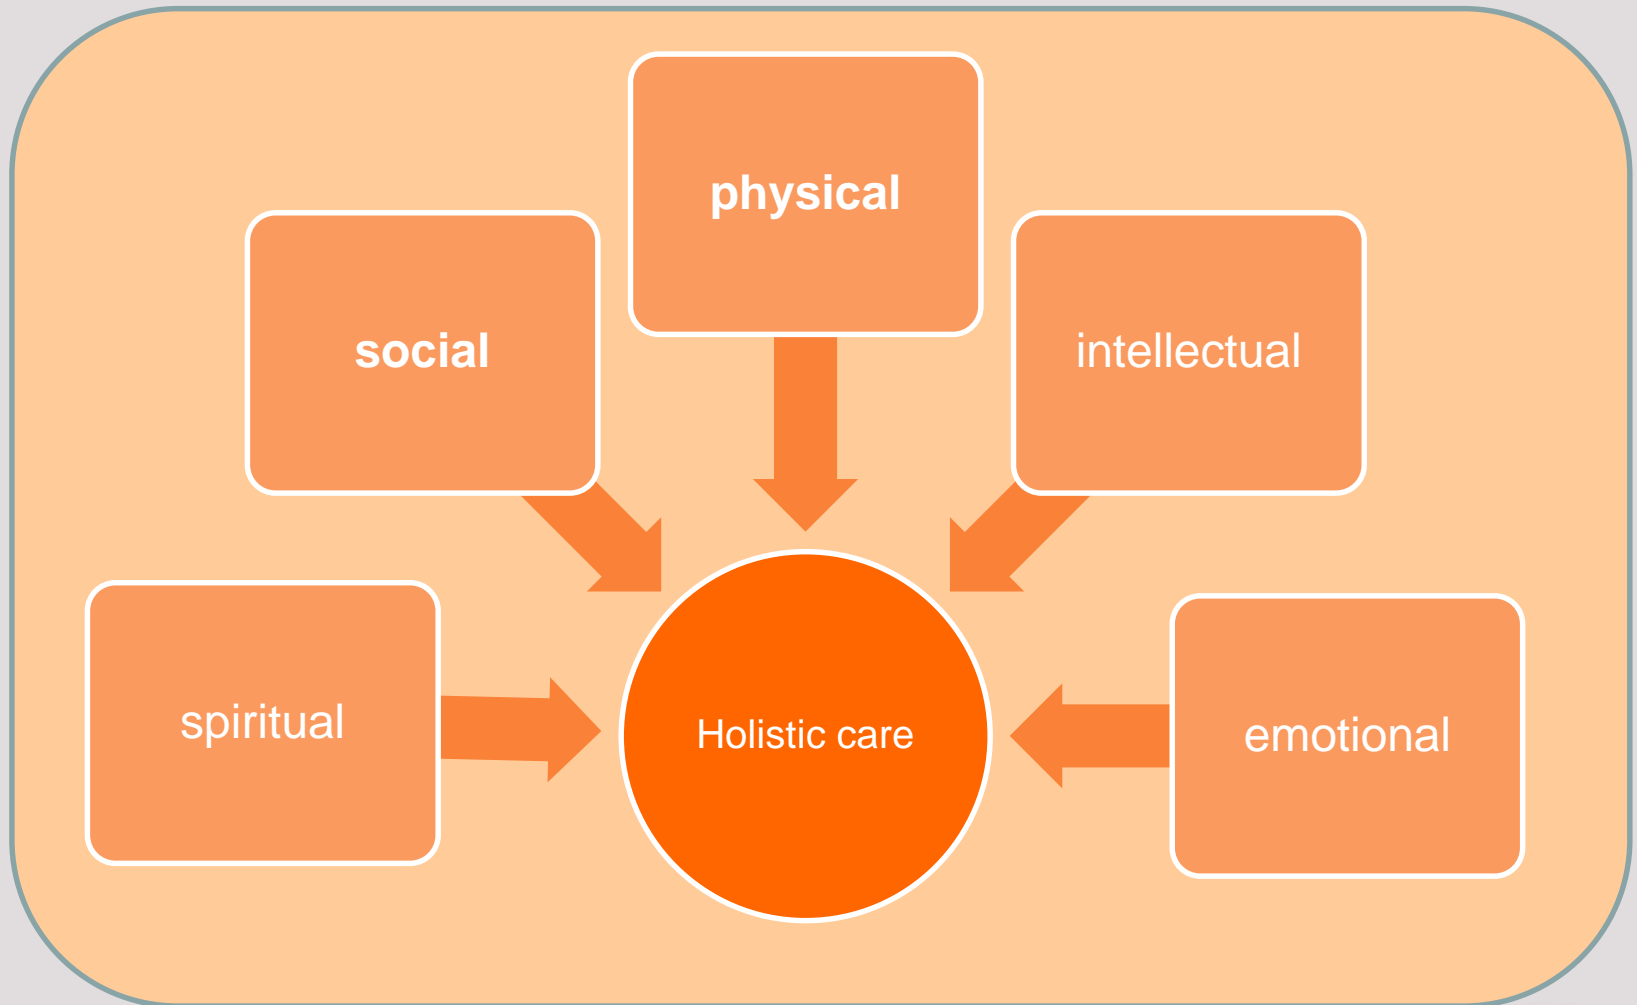 physical
social
intellectual
spiritual
Holistic care
emotional